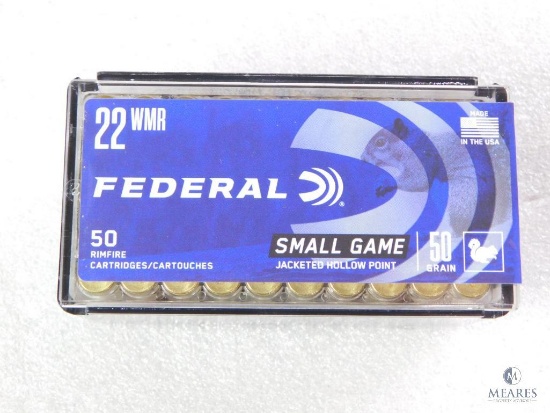 22 WMR
MADE
IN THE USA
FEDERAL ®
50
RIMFIRE
CARTRIDGES/CARTOUCHES
SMALL GAME
JACKETED HOLLOW POINT
50
GRAIN
MEARES